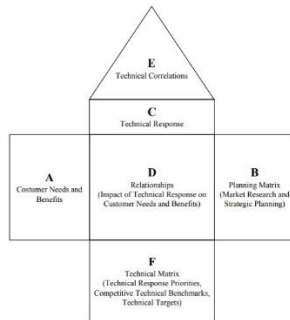 E
Technical Correlations
C
Technical Response
A
Costumer Needs and
Benefits
D
Relationships
(Impact of Technical Response on
Customer Needs and Benefits)
B
Planning Matrix
(Market Research and
Strategic Planning)
F
Technical Matrix
(Technical Response Priorities,
Competitive Technical Benchmarks,
Technical Targets)